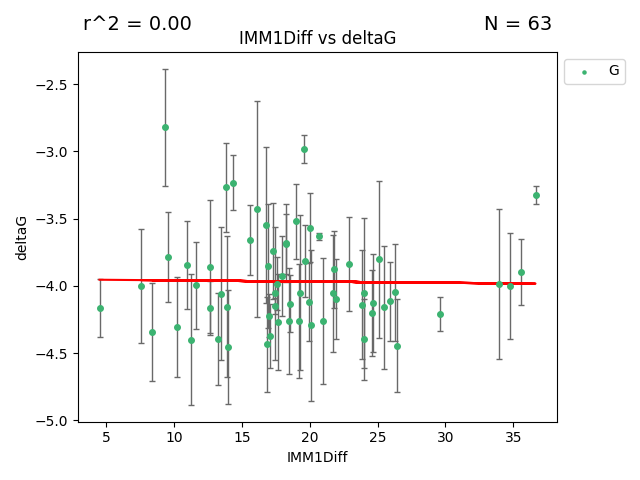 r^2 = 0.00
N = 63
IMM1Diff vs deltaG
G
deltaG
−2.5
−3.0
−3.5
−4.0
−4.5
−5.0
5 10 15 20 25 30 35
IMM1Diff